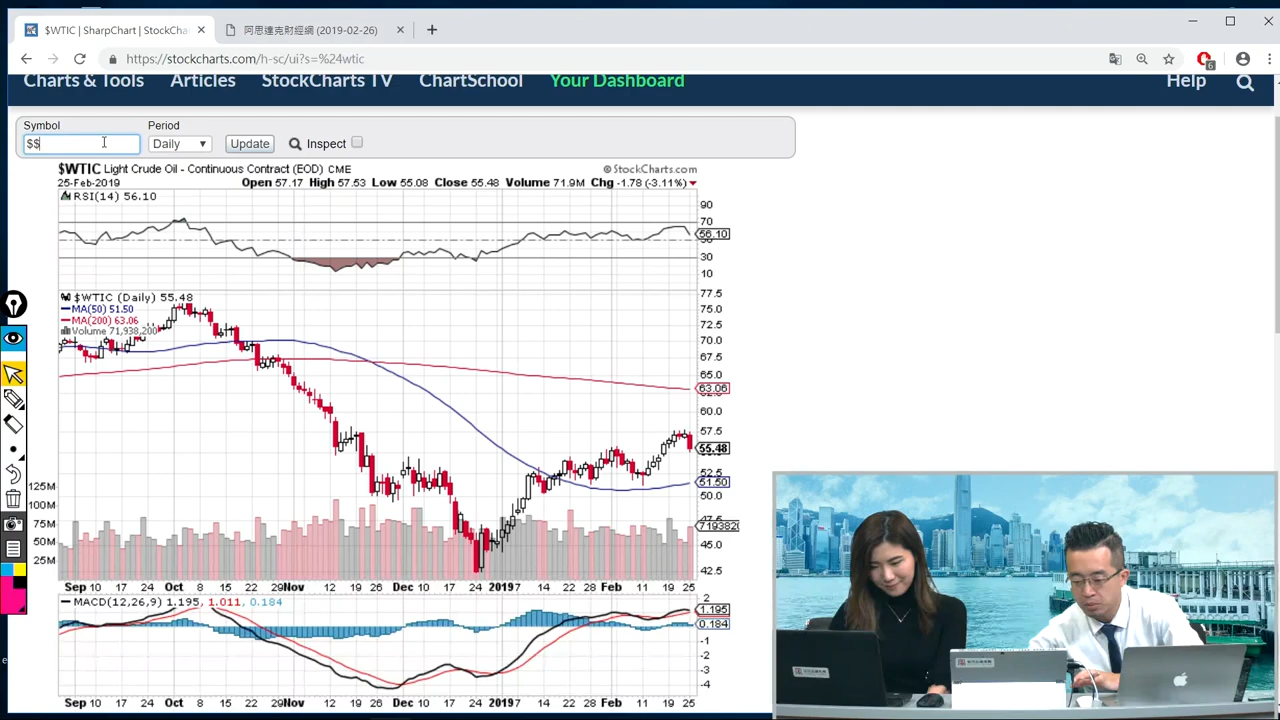 $WTIC | SharpChart | StockCha
阿思達克財經網 (2019-02-26)
https://stockcharts.com/h-sc/ui?s=%24wtic
6
Charts & Tools
Articles
StockCharts TV
ChartSchool
Your Dashboard
Help
Symbol
Period
$$
Daily
Update
Inspect
$WTIC Light Crude Oil - Continuous Contract (EOD) CME
© StockCharts.com
25-Feb-2019
Open 57.17 High 57.53 Low 55.08 Close 55.48 Volume 71.9M Chg -1.78 (-3.11%)
RSI(14) 56.10
90
70
56.10
30
10
$WTIC (Daily) 55.48
MA(50) 51.50
MA(200) 63.06
Volume 71,938,200
77.5
75.0
72.5
70.0
67.5
65.0
63.06
60.0
57.5
55.48
52.5
51.50
50.0
7193820
45.0
42.5
125M
100M
75M
50M
25M
Sep 10 17 24 Oct 8 15 22 Nov 12 19 Dec 10 17 24 2019 14 22 28 Feb 11 19 25
MACD(12,26,9) 1.195, 1.011, 0.184
2
1.195
0.184
-1
-2
-3
-4
Sep 10 17 24 Oct 8 15 22 Nov 12 19 Dec 10 17 24 2019 14 22 28 Feb 11 19 25